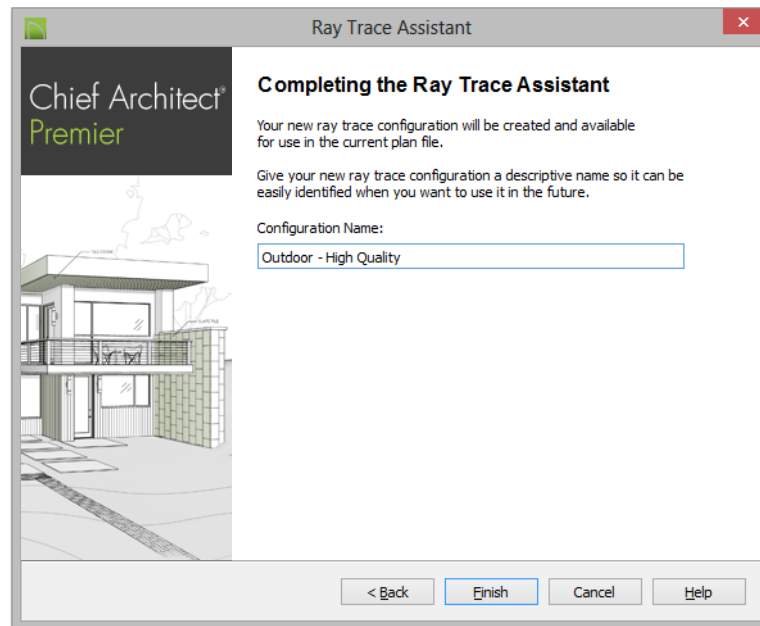 Ray Trace Assistant
Chief Architect®
Premier
Completing the Ray Trace Assistant
Your new ray trace configuration will be created and available
for use in the current plan file.
Give your new ray trace configuration a descriptive name so it can be
easily identified when you want to use it in the future.
Configuration Name:
Outdoor - High Quality
< Back
Finish
Cancel
Help